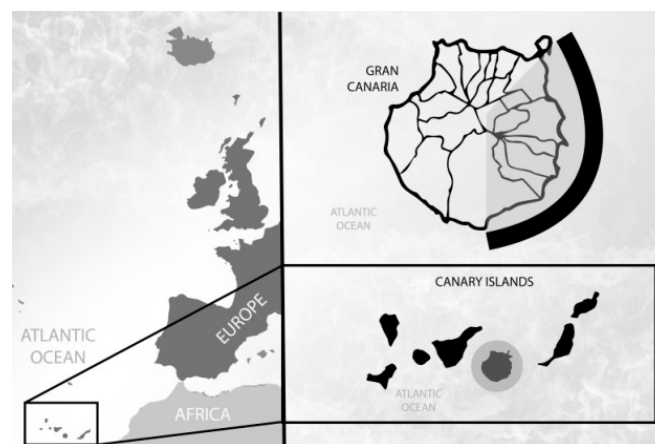 ATLANTIC
OCEAN
EUROPE
AFRICA
GRAN
CANARIA
ATLANTIC
OCEAN
CANARY ISLANDS
ATLANTIC
OCEAN